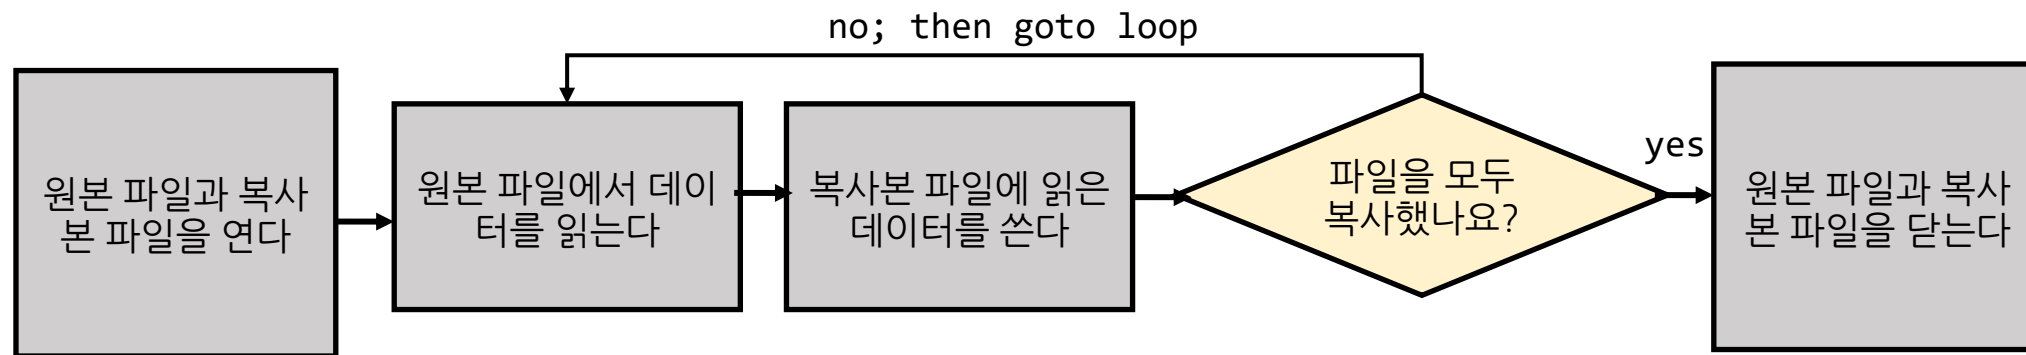 no; then goto loop
원본 파일과 복사
본 파일을 연다
원본 파일에서 데이
터를 읽는다
복사본 파일에 읽은
데이터를 쓴다
파일을 모두
복사했나요?
yes
원본 파일과 복사
본 파일을 닫는다